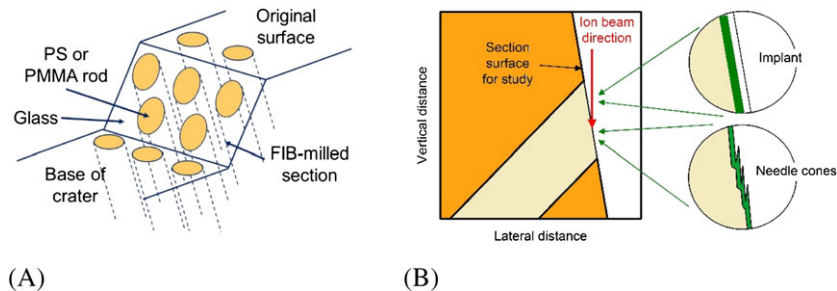 Original
surface
PS or
PMMA rod
Glass
Base of
crater
FIB-milled
section
(A)
Vertical distance
Lateral distance
Section
surface
for study
Ion beam
direction
Implant
Needle cones
(B)